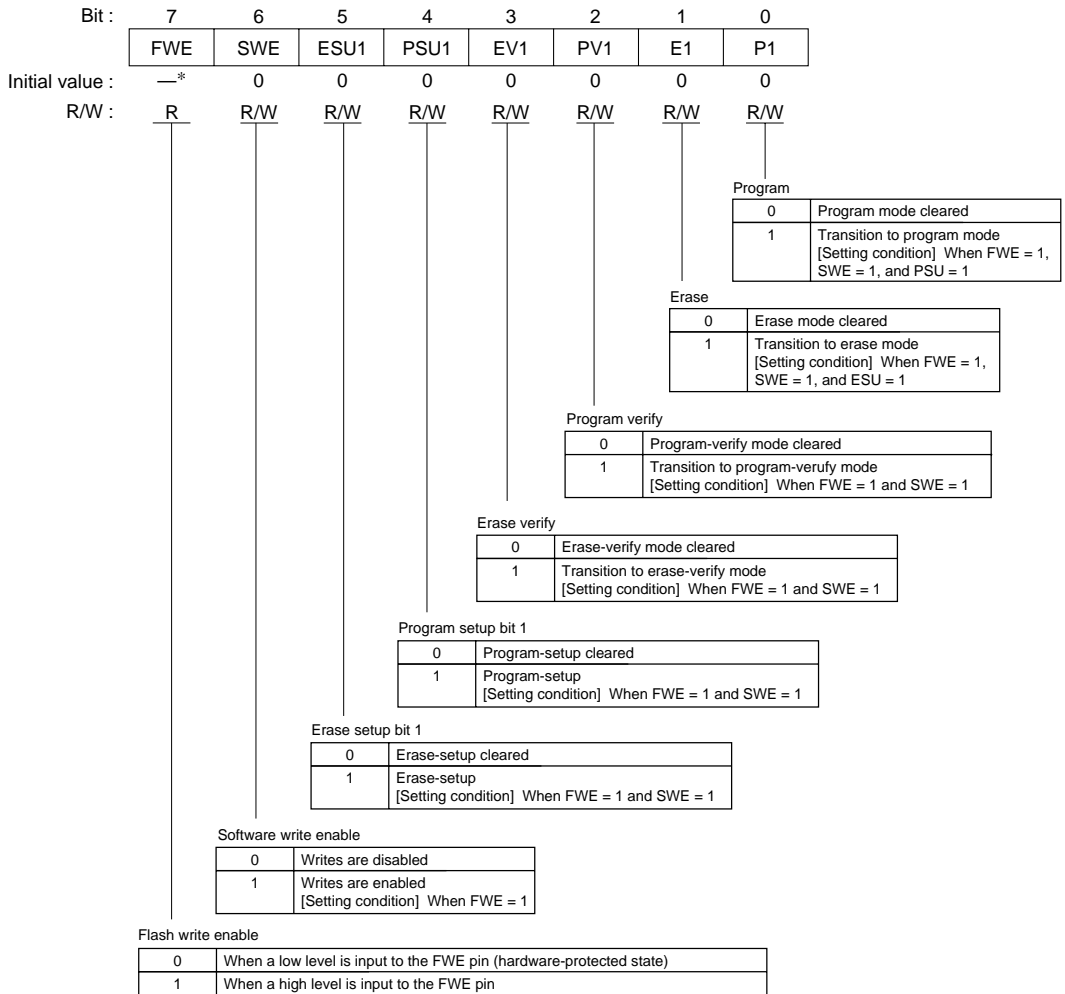 Bit : 7 6 5 4 3 2 1 0
FWE SWE ESU1 PSU1 EV1 PV1 E1 P1
Initial value : —* 0 0 0 0 0 0 0
R/W : R R/W R/W R/W R/W R/W R/W R/W
Program
0 Program mode cleared
1 Transition to program mode
[Setting condition] When FWE = 1,
SWE = 1, and PSU = 1
Erase
0 Erase mode cleared
1 Transition to erase mode
[Setting condition] When FWE = 1,
SWE = 1, and ESU = 1
Program verify
0 Program-verify mode cleared
1 Transition to program-verufy mode
[Setting condition] When FWE = 1 and SWE = 1
Erase verify
0 Erase-verify mode cleared
1 Transition to erase-verify mode
[Setting condition] When FWE = 1 and SWE = 1
Program setup bit 1
0 Program-setup cleared
1 Program-setup
[Setting condition] When FWE = 1 and SWE = 1
Erase setup bit 1
0 Erase-setup cleared
1 Erase-setup
[Setting condition] When FWE = 1 and SWE = 1
Software write enable
0 Writes are disabled
1 Writes are enabled
[Setting condition] When FWE = 1
Flash write enable
0 When a low level is input to the FWE pin (hardware-protected state)
1 When a high level is input to the FWE pin